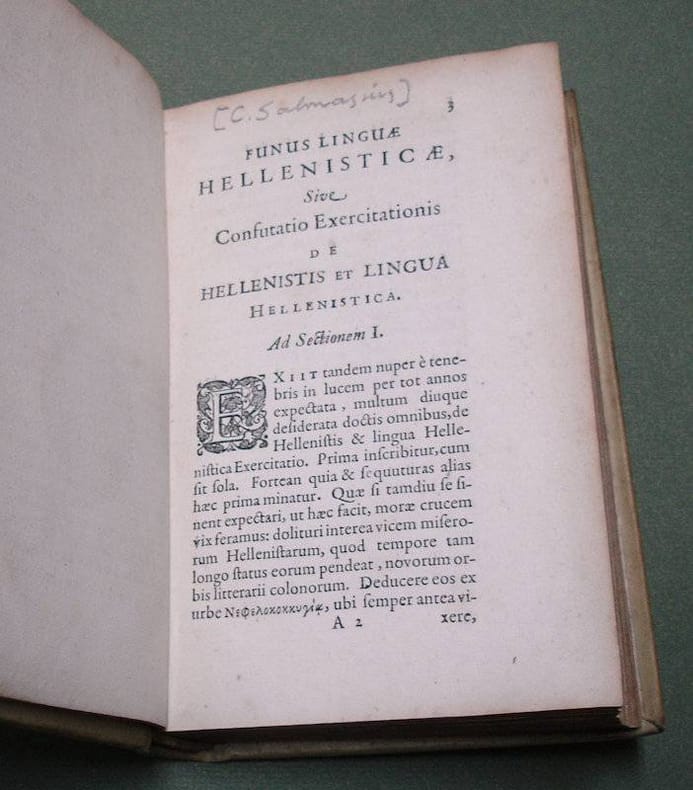 [C. Salmasius]
3
FUNUS LINGUÆ
HELLENISTICÆ,
Sive
Confutatio Exercitationis
DE
HELLENISTIS ET LINGUA
HELLENISTICA.
Ad Sectionem I.
EXIIT tandem nuper è tene-
bris in lucem per tot annos
expectata, multum diuque
desiderata doctis omnibus, de
Hellenistis & lingua Helle-
nistica Exercitatio. Prima inscribitur, cum
sit sola. Fortean quia & sequuturas alias
hæc prima minatur. Quæ si tamdiu se si-
nent expectari, ut hæc facit, moræ crucem
vix feramus: dolituri interea vicem misero-
rum Hellenistarum, quod tempore tam
longo status eorum pendeat, novorum or-
bis litterarii colonorum. Deducere eos ex
urbe Νεφελοκοκκυγίᾳ, ubi semper antea vi-
A 2
xere,